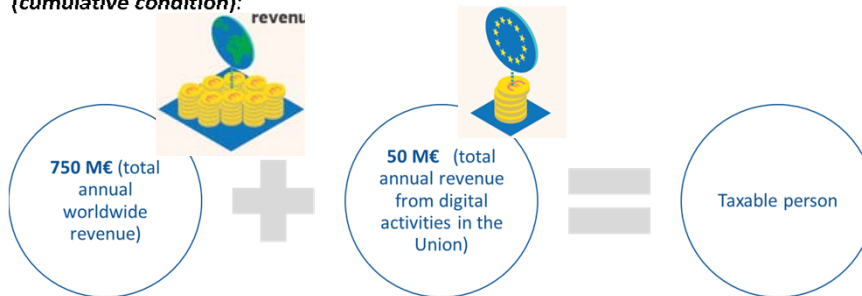 (cumulative condition):
revenu
750 M€ (total
annual
worldwide
revenue)
50 M€ (total
annual revenue
from digital
activities in the
Union)
Taxable person